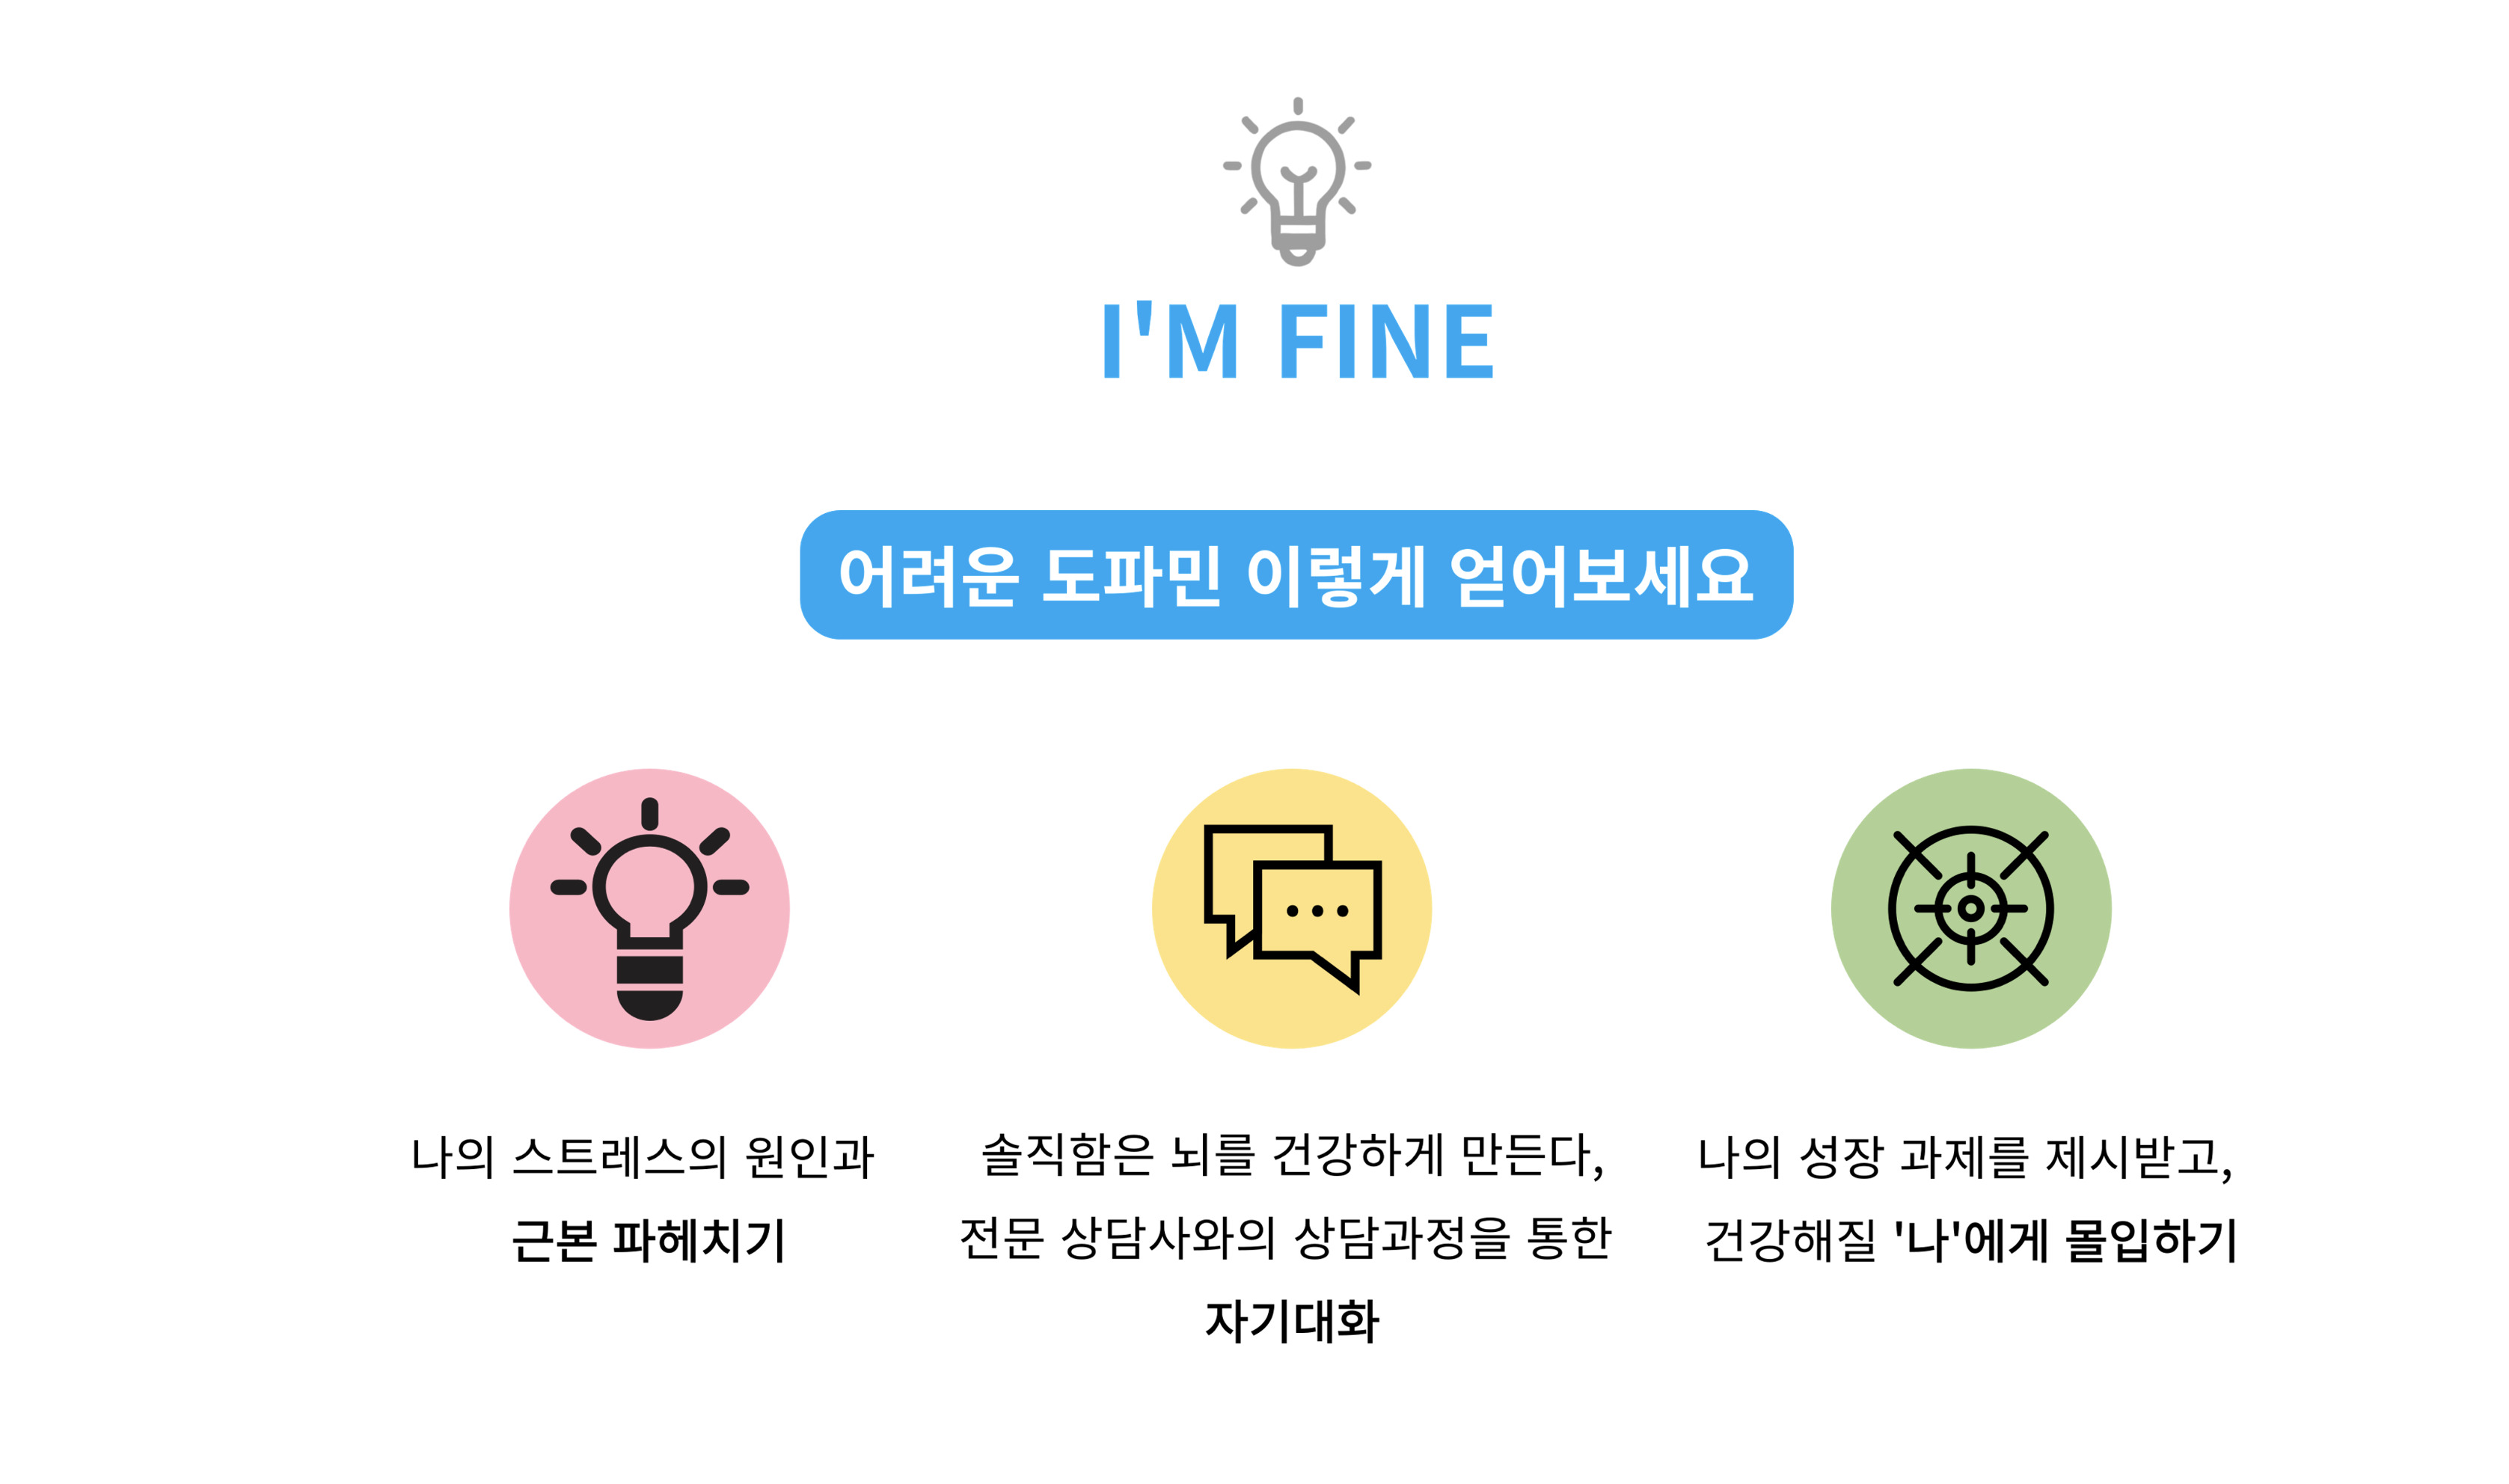 I'M FINE
어려운 도파민 이렇게 얻어보세요
나의 스트레스의 원인과
근본 파헤치기
솔직함은 뇌를 건강하게 만든다,
전문 상담사와의 상담과정을 통한
자기대화
나의 성장 과제를 제시받고,
건강해질 '나'에게 몰입하기